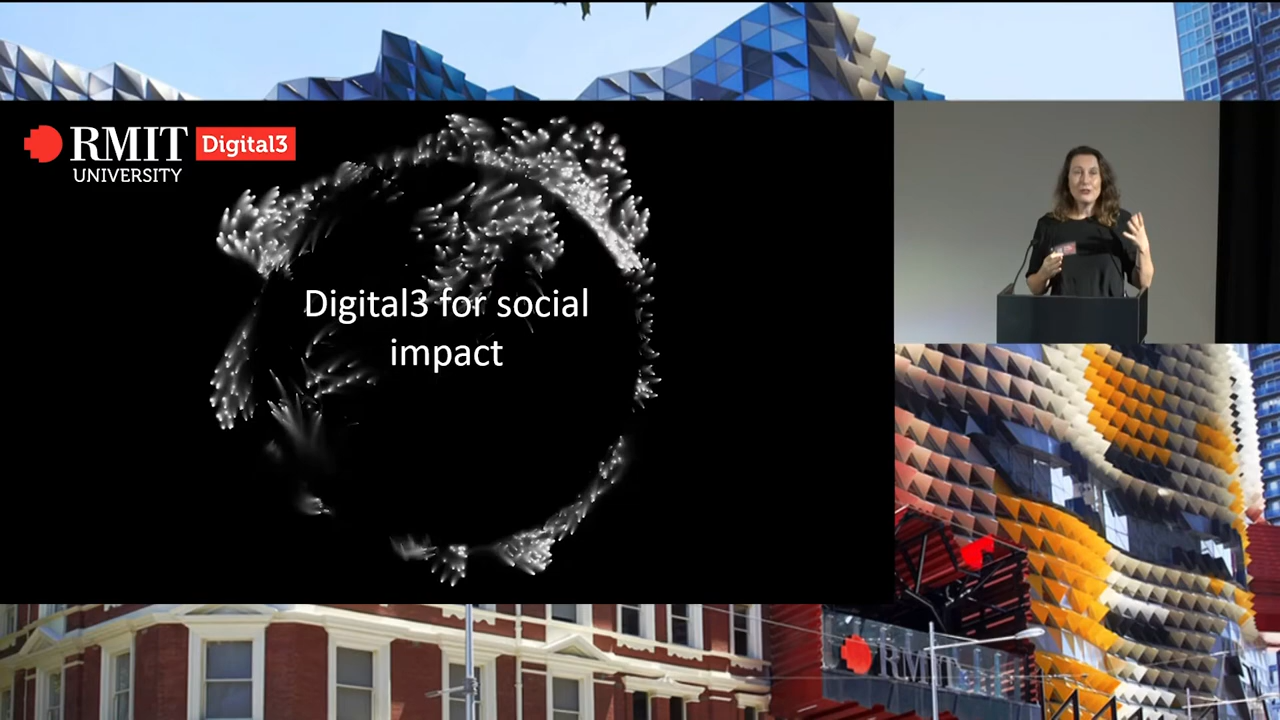 RMIT
UNIVERSITY
Digital3
Digital3 for social
impact
RMIT